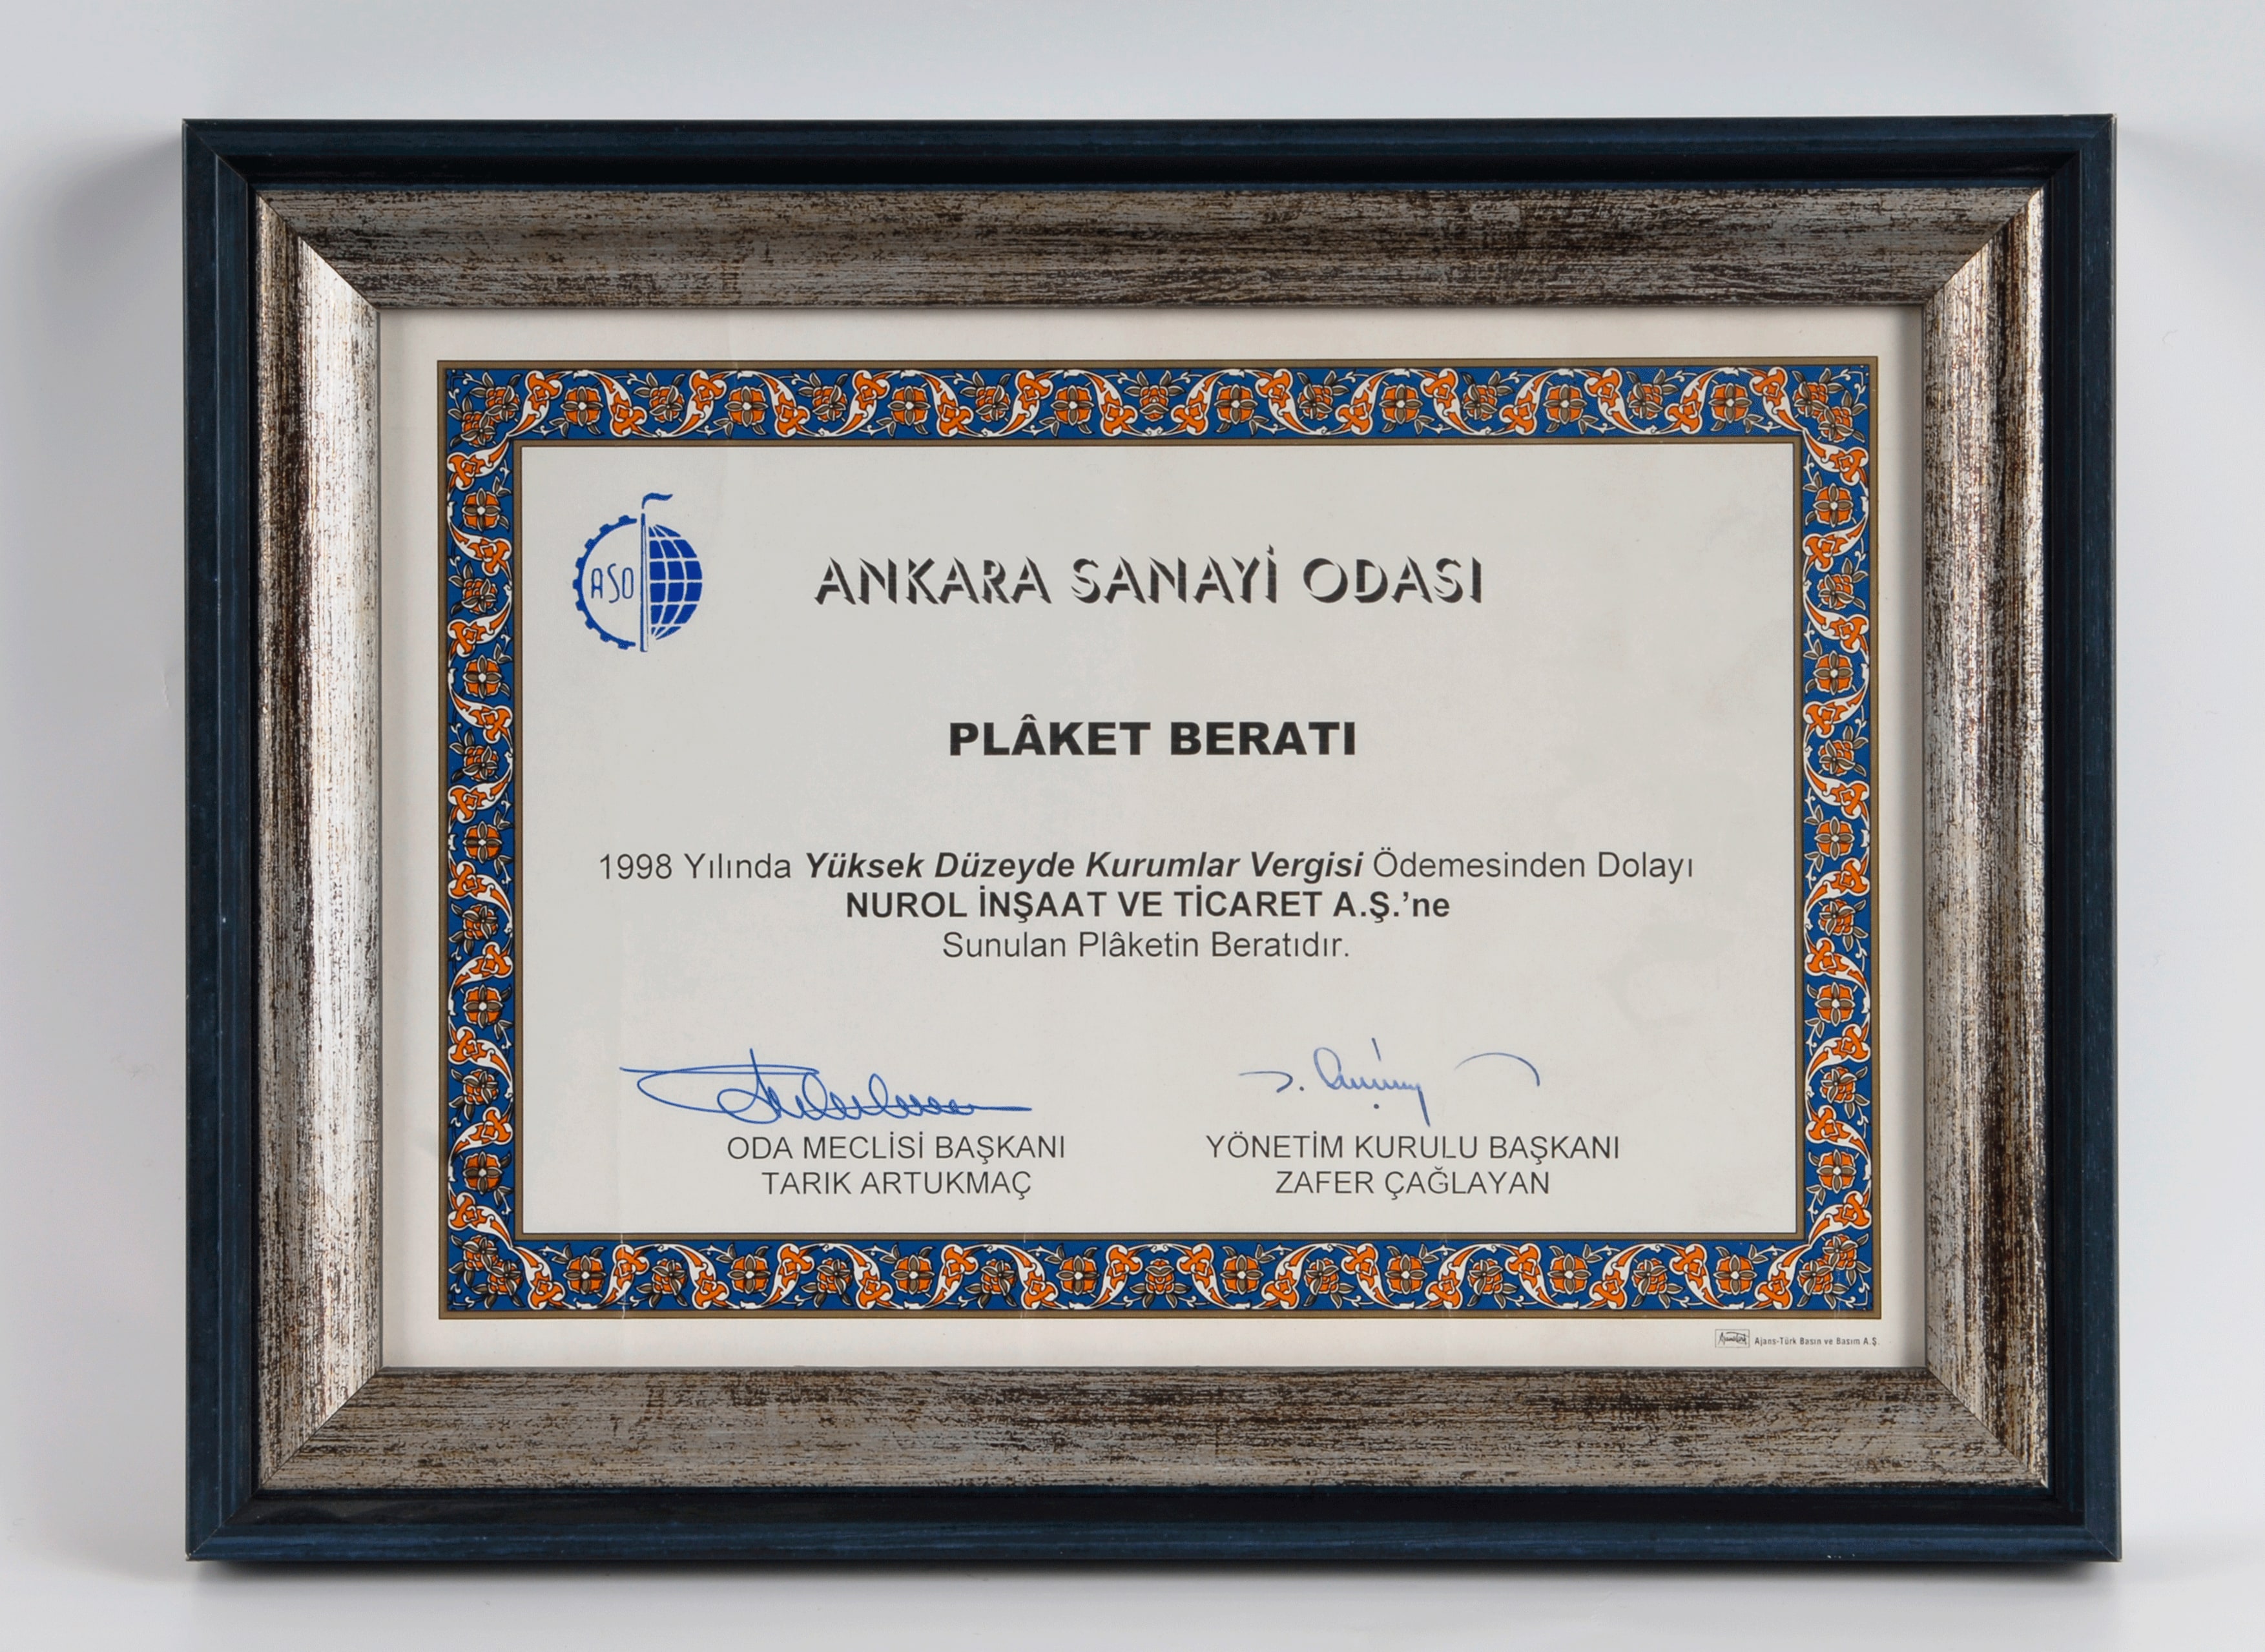 ASO
ANKARA SANAYİ ODASI
PLÂKET BERATI
1998 Yılında Yüksek Düzeyde Kurumlar Vergisi Ödemesinden Dolayı
NUROL İNŞAAT VE TİCARET A.Ş.'ne
Sunulan Plâketin Beratıdır.
ODA MECLİSİ BAŞKANI
TARIK ARTUKMAÇ
YÖNETİM KURULU BAŞKANI
ZAFER ÇAĞLAYAN
Ajans-Türk Basın ve Basım A.Ş.